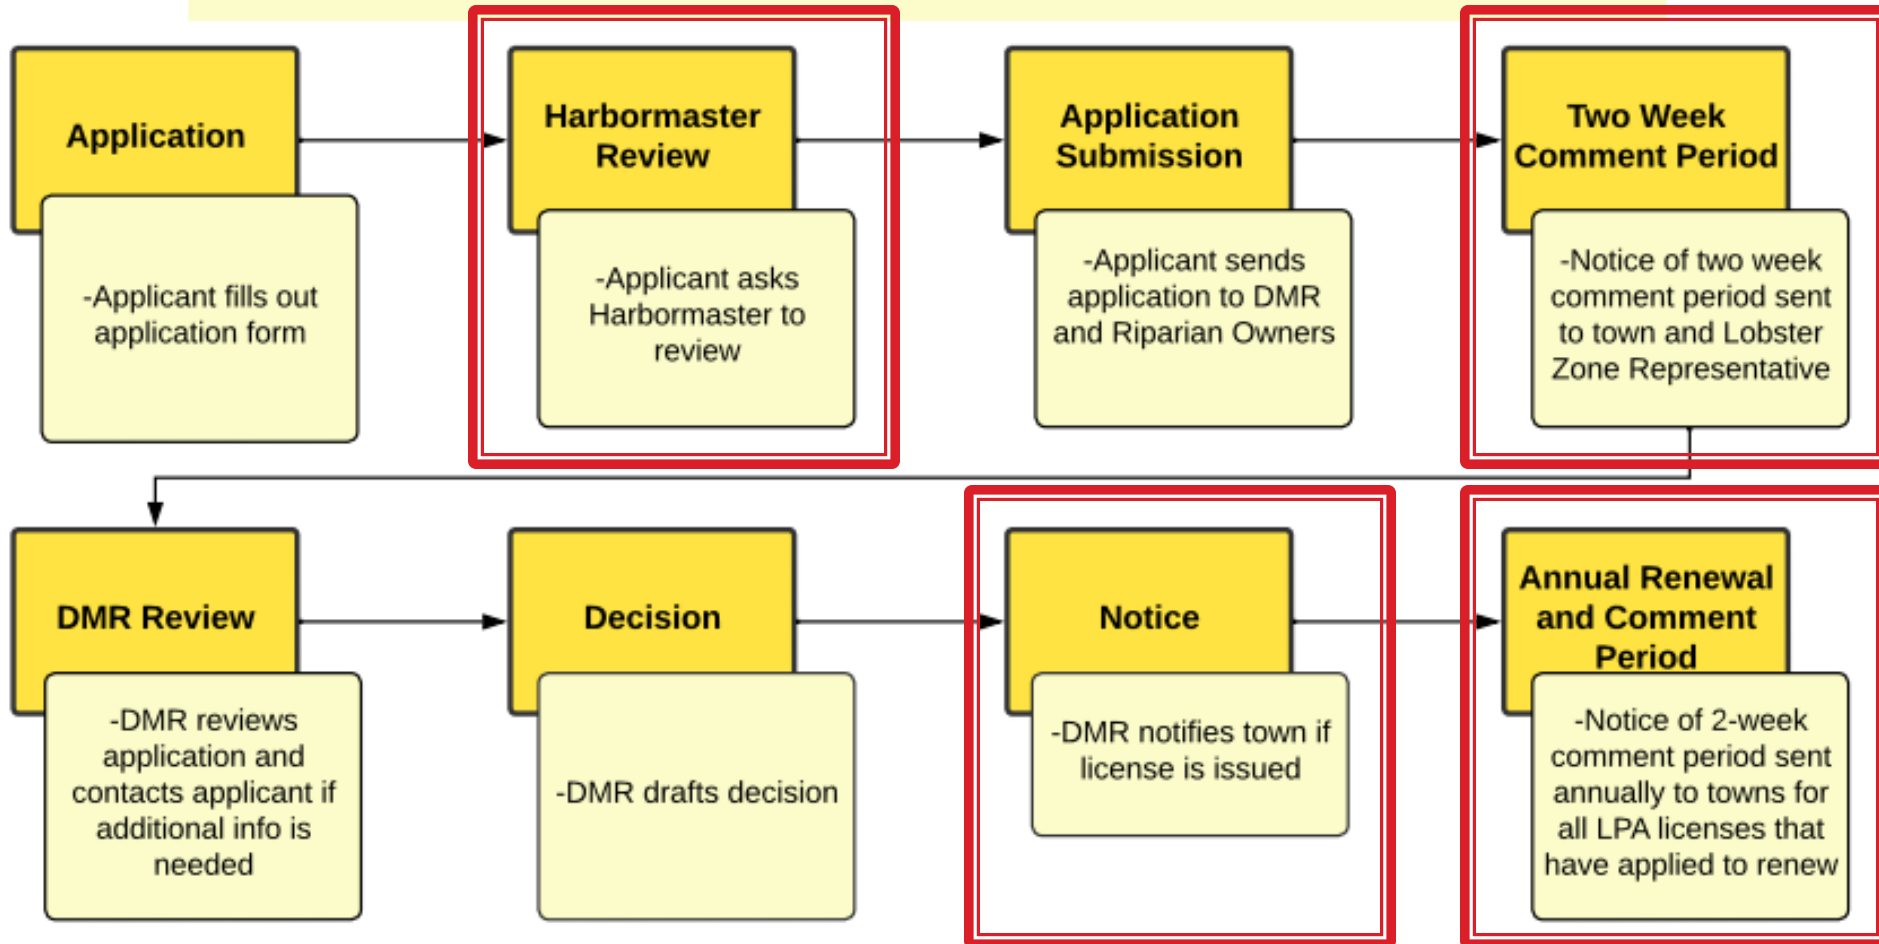 Application
-Applicant fills out
application form
Harbormaster
Review
-Applicant asks
Harbormaster to
review
Application
Submission
-Applicant sends
application to DMR
and Riparian Owners
Two Week
Comment Period
-Notice of two week
comment period sent
to town and Lobster
Zone Representative
DMR Review
-DMR reviews
application and
contacts applicant if
additional info is
needed
Decision
-DMR drafts decision
Notice
-DMR notifies town if
license is issued
Annual Renewal
and Comment
Period
-Notice of 2-week
comment period sent
annually to towns for
all LPA licenses that
have applied to renew